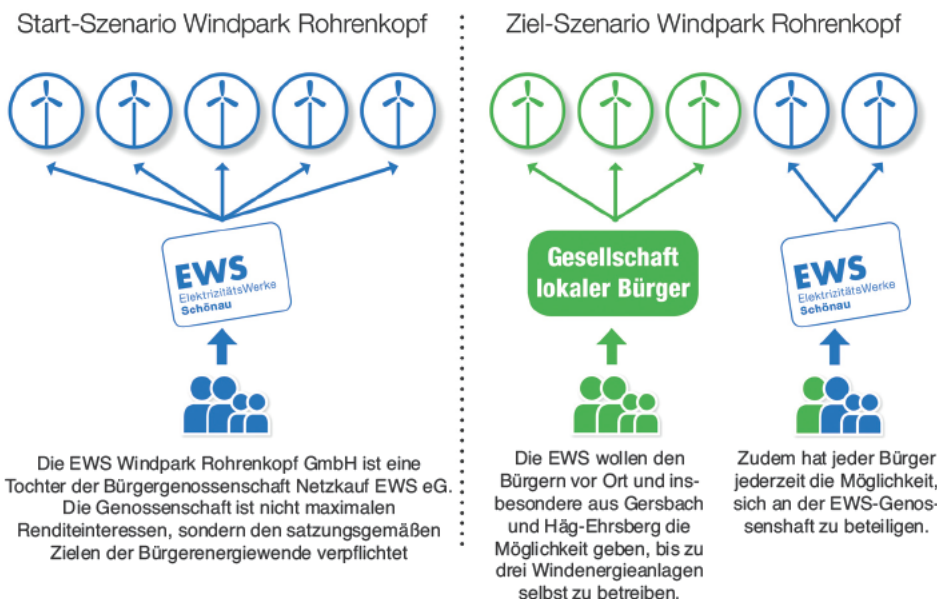 Start-Szenario Windpark Rohrenkopf
EWS
ElektrizitätsWerke
Schönau
Die EWS Windpark Rohrenkopf GmbH ist eine
Tochter der Bürgergenossenschaft Netzkauf EWS eG.
Die Genossenschaft ist nicht maximalen
Renditeinteressen, sondern den satzungsgemäßen
Zielen der Bürgerenergiewende verpflichtet
Ziel-Szenario Windpark Rohrenkopf
Gesellschaft
lokaler Bürger
Die EWS wollen den
Bürgern vor Ort und ins-
besondere aus Gersbach
und Häg-Ehrsberg die
Möglichkeit geben, bis zu
drei Windenergieanlagen
selbst zu betreiben.
EWS
ElektrizitätsWerke
Schönau
Zudem hat jeder Bürger
jederzeit die Möglichkeit,
sich an der EWS-Genos-
senshaft zu beteiligen.